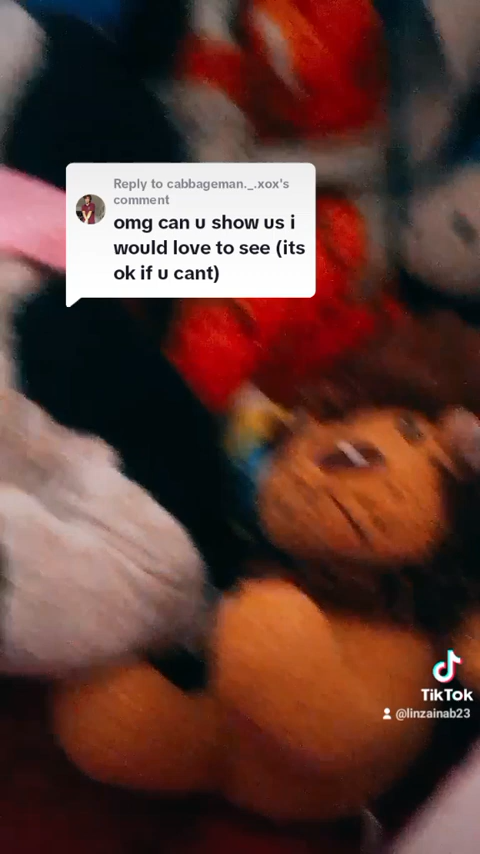 Reply to cabbageman._.xox's
comment
omg can u show us i
would love to see (its
ok if u cant)
TikTok
@linzainab23